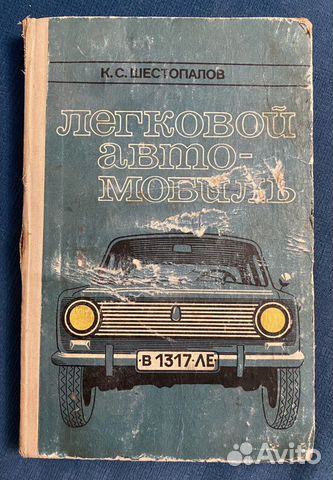 К.С. ШЕСТОПАЛОВ
ЛЕГКОВОЙ
АВТО-
МОБИЛЬ
В 1317 ЛЕ
Avito